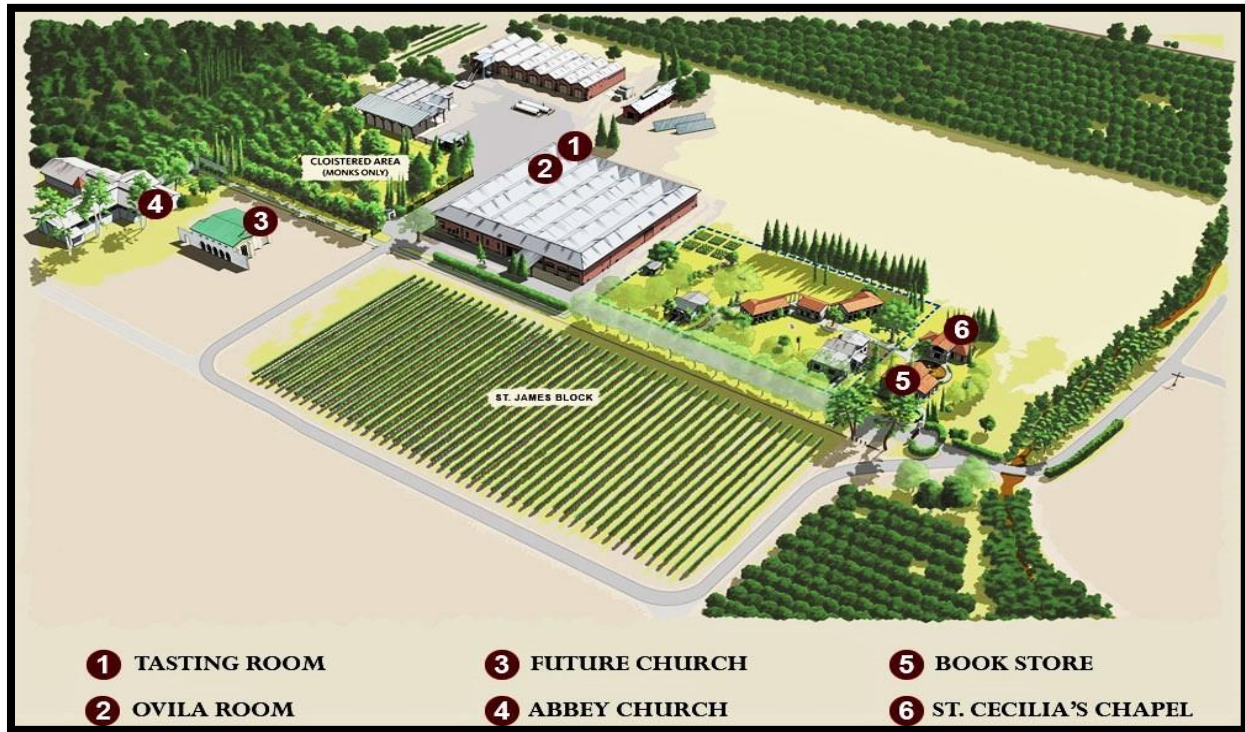 1
2
CLOISTERED AREA
(MONKS ONLY)
4
3
6
5
ST. JAMES BLOCK
1 TASTING ROOM
3 FUTURE CHURCH
5 BOOK STORE
2 OVILA ROOM
4 ABBEY CHURCH
6 ST. CECILIA'S CHAPEL